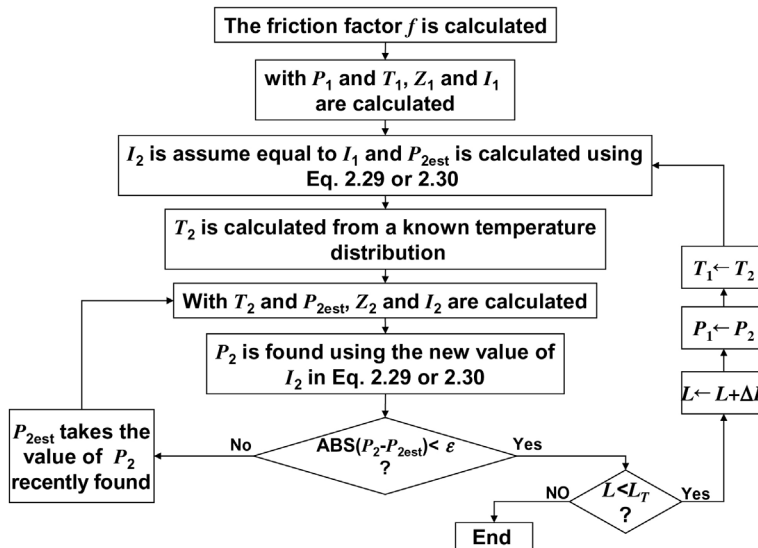 The friction factor f is calculated
with P₁ and T₁, Z₁ and I₁
are calculated
I₂ is assume equal to I₁ and P₂est is calculated using
Eq. 2.29 or 2.30
T₂ is calculated from a known temperature
distribution
With T₂ and P₂est, Z₂ and I₂ are calculated
P₂ is found using the new value of
I₂ in Eq. 2.29 or 2.30
ABS(P₂-P₂est)< ε
?
No
Yes
P₂est takes the
value of P₂
recently found
L<L_T
?
NO
Yes
End
L← L+ΔL
P₁← P₂
T₁← T₂